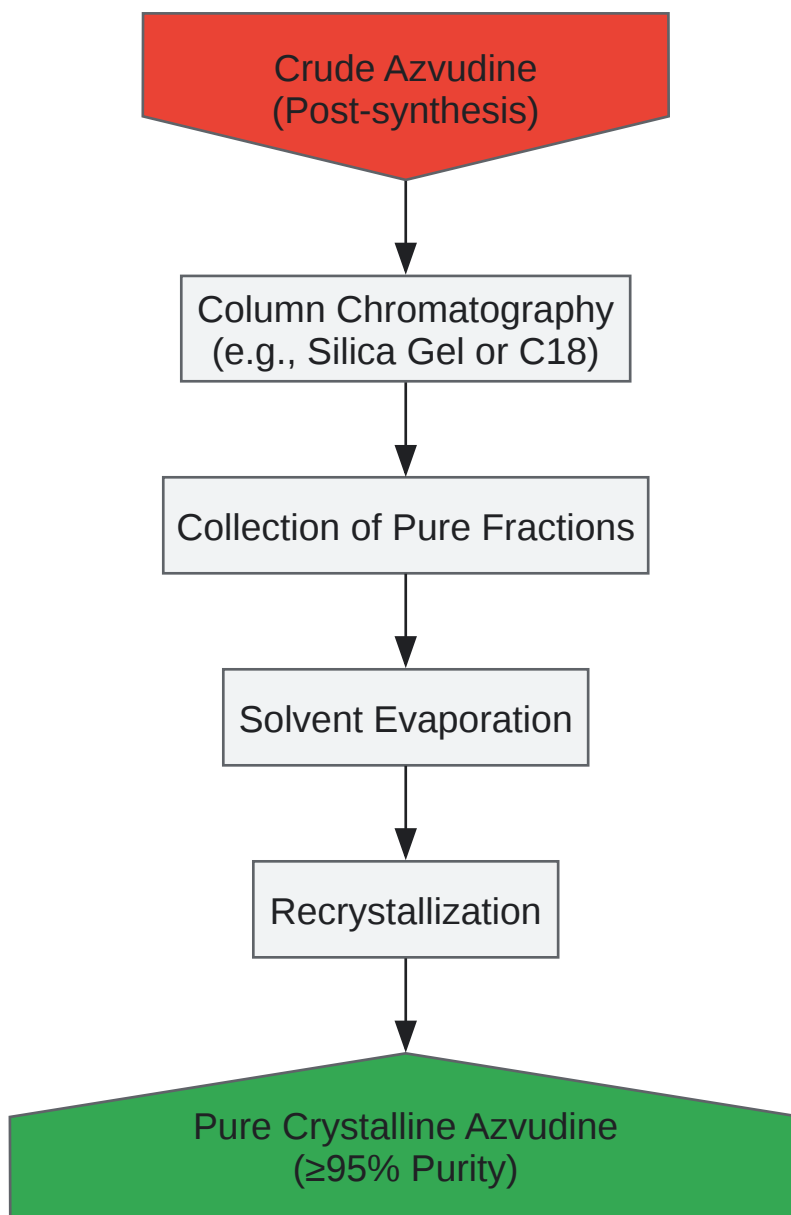 Crude Azvudine
(Post-synthesis)
Column Chromatography
(e.g., Silica Gel or C18)
Collection of Pure Fractions
Solvent Evaporation
Recrystallization
Pure Crystalline Azvudine
(≥95% Purity)